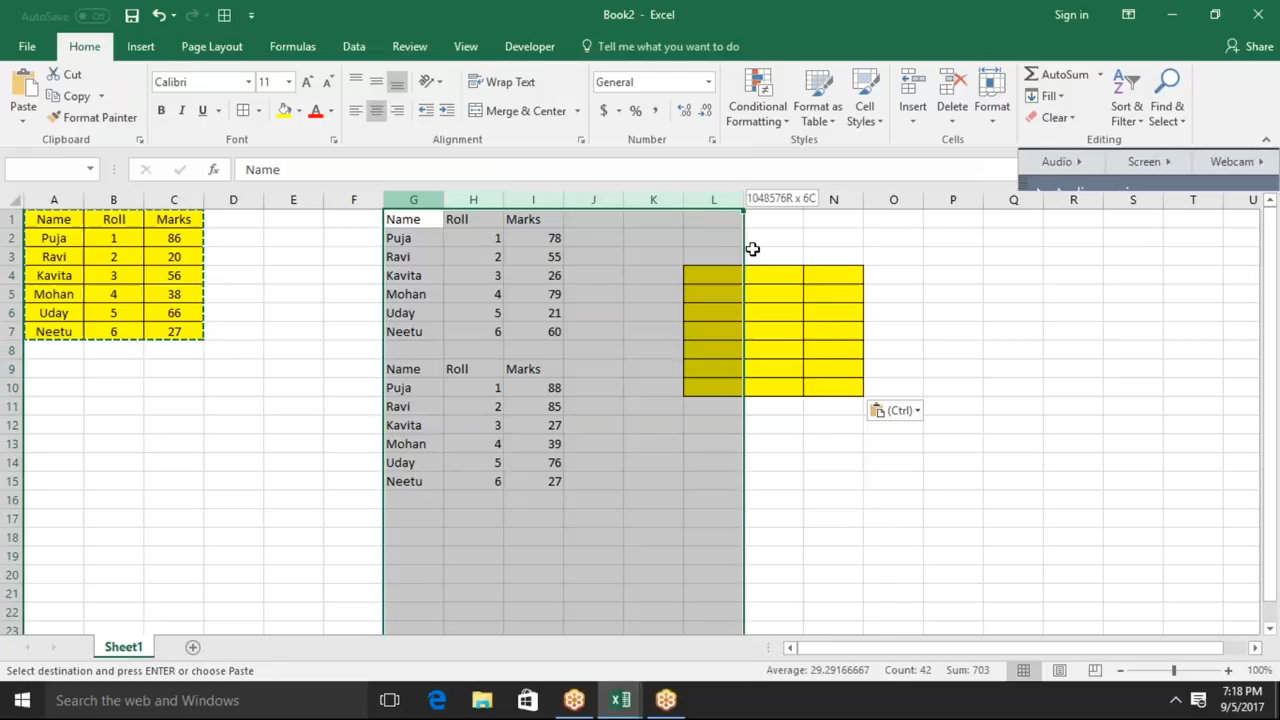 AutoSave Off
Book2 - Excel
Sign in
File Home Insert Page Layout Formulas Data Review View Developer Tell me what you want to do Share
Paste
Cut
Copy
Format Painter
Clipboard
Calibri 11
B I U
Font
Wrap Text
Merge & Center
Alignment
General
$ % ,
Number
Conditional Formatting
Format as Table
Cell Styles
Styles
Insert
Delete
Format
Cells
AutoSum
Fill
Clear
Sort & Filter
Find & Select
Editing
Audio Screen Webcam
fx Name
1048576R x 6C
A B C D E F G H I J K L N O P Q R S T U
1 Name Roll Marks Name Roll Marks
2 Puja 1 86 Puja 1 78
3 Ravi 2 20 Ravi 2 55
4 Kavita 3 56 Kavita 3 26
5 Mohan 4 38 Mohan 4 79
6 Uday 5 66 Uday 5 21
7 Neetu 6 27 Neetu 6 60
8
9 Name Roll Marks
10 Puja 1 88
11 Ravi 2 85 (Ctrl)
12 Kavita 3 27
13 Mohan 4 39
14 Uday 5 76
15 Neetu 6 27
16
17
18
19
20
21
22
23
Sheet1
Select destination and press ENTER or choose Paste
Average: 29.29166667 Count: 42 Sum: 703
100%
Search the web and Windows
7:18 PM
9/5/2017